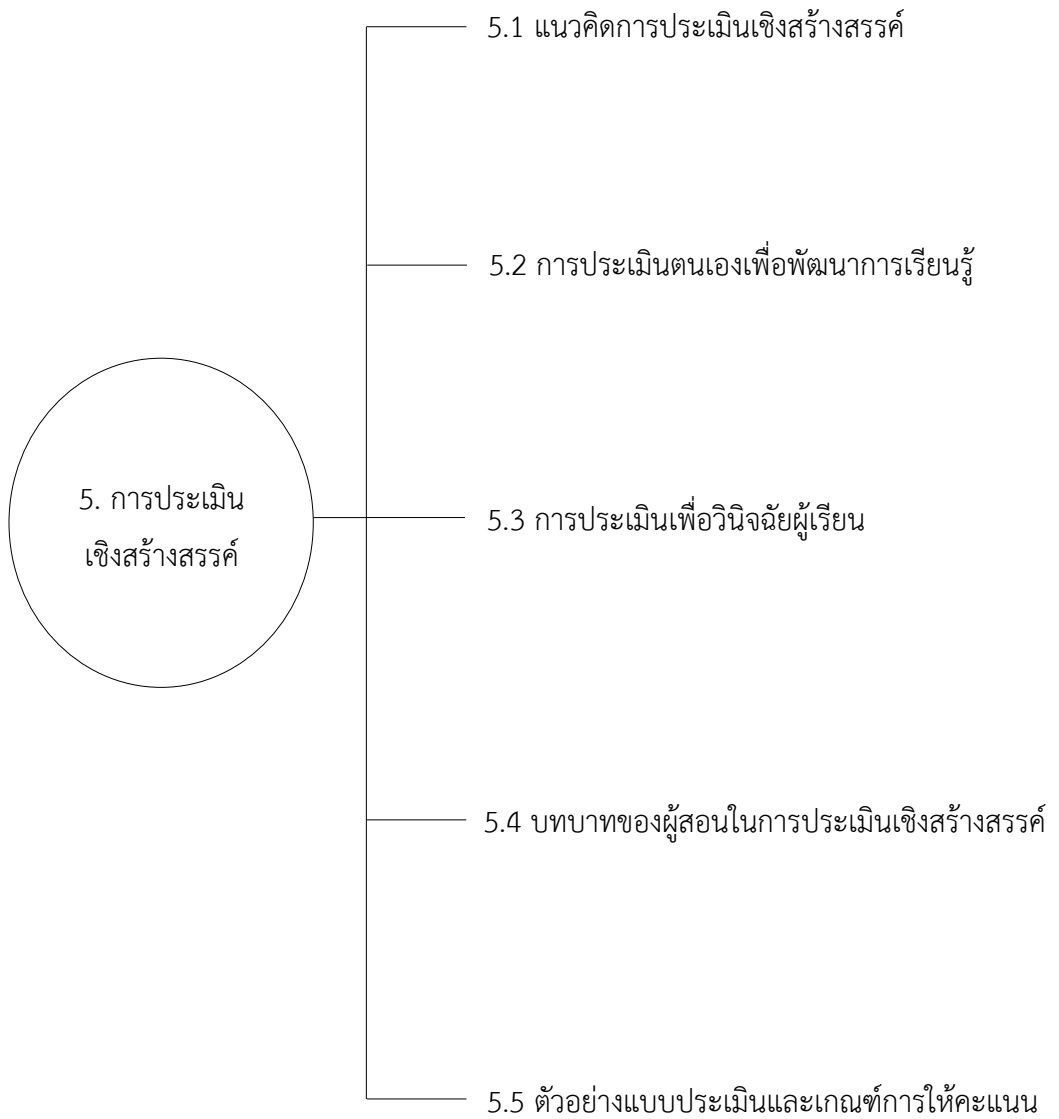 5.1 แนวคิดการประเมินเชิงสร้างสรรค์
5.2 การประเมินตนเองเพื่อพัฒนาการเรียนรู้
5. การประเมิน
เชิงสร้างสรรค์
5.3 การประเมินเพื่อวินิจฉัยผู้เรียน
5.4 บทบาทของผู้สอนในการประเมินเชิงสร้างสรรค์
5.5 ตัวอย่างแบบประเมินและเกณฑ์การให้คะแนน